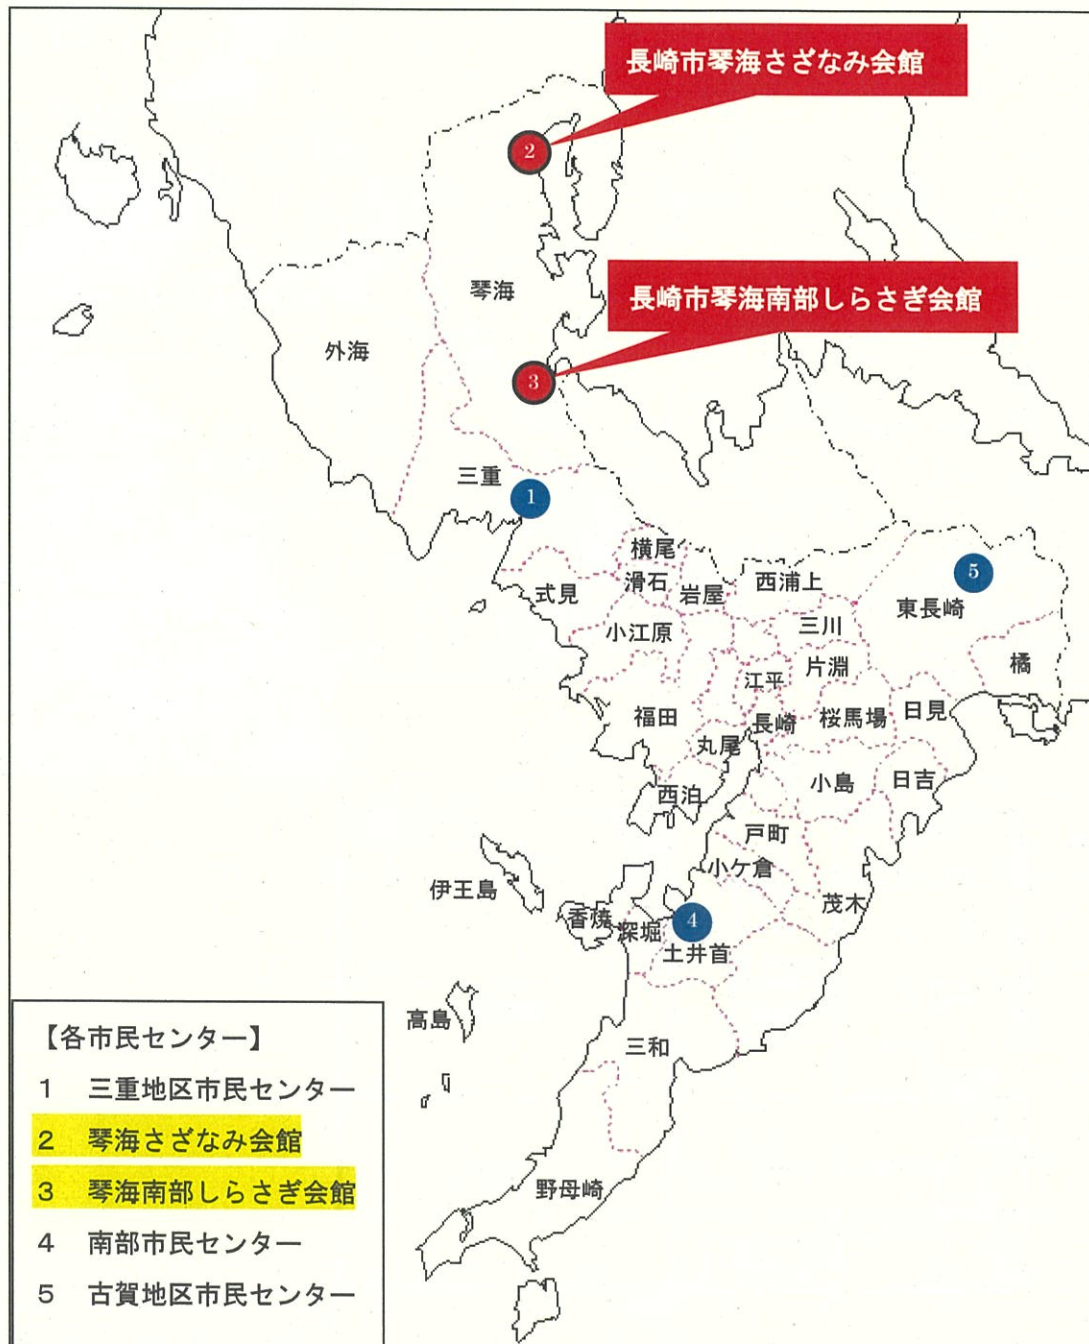 長崎市琴海さざなみ会館
2
琴海
長崎市琴海南部しらさぎ会館
外海
3
三重
1
横尾
西浦上
5
滑石
岩屋
式見
東長崎
小江原
三川
片淵
橘
江平
福田
長崎
桜馬場
日見
丸尾
西泊
小島
日吉
戸町
小ケ倉
伊王島
茂木
香焼
深堀
4
土井首
高島
三和
野母崎
【各市民センター】
1 三重地区市民センター
2 琴海さざなみ会館
3 琴海南部しらさぎ会館
4 南部市民センター
5 古賀地区市民センター